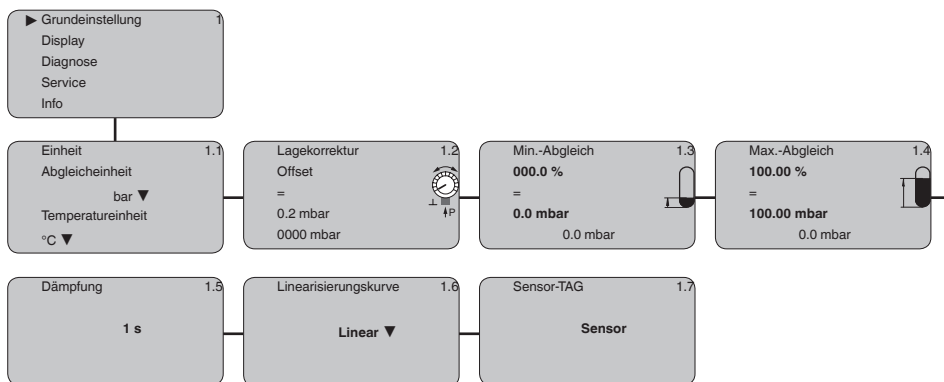 ▶ Grundeinstellung 1
Display
Diagnose
Service
Info
Einheit 1.1
Abgleicheinheit
bar ▼
Temperatureinheit
°C ▼
Lagekorrektur 1.2
Offset
=
0.2 mbar
0000 mbar
P
Min.-Abgleich 1.3
000.0 %
=
0.0 mbar
0.0 mbar
Max.-Abgleich 1.4
100.00 %
=
100.00 mbar
0.0 mbar
Dämpfung 1.5
1 s
Linearisierungskurve 1.6
Linear ▼
Sensor-TAG 1.7
Sensor